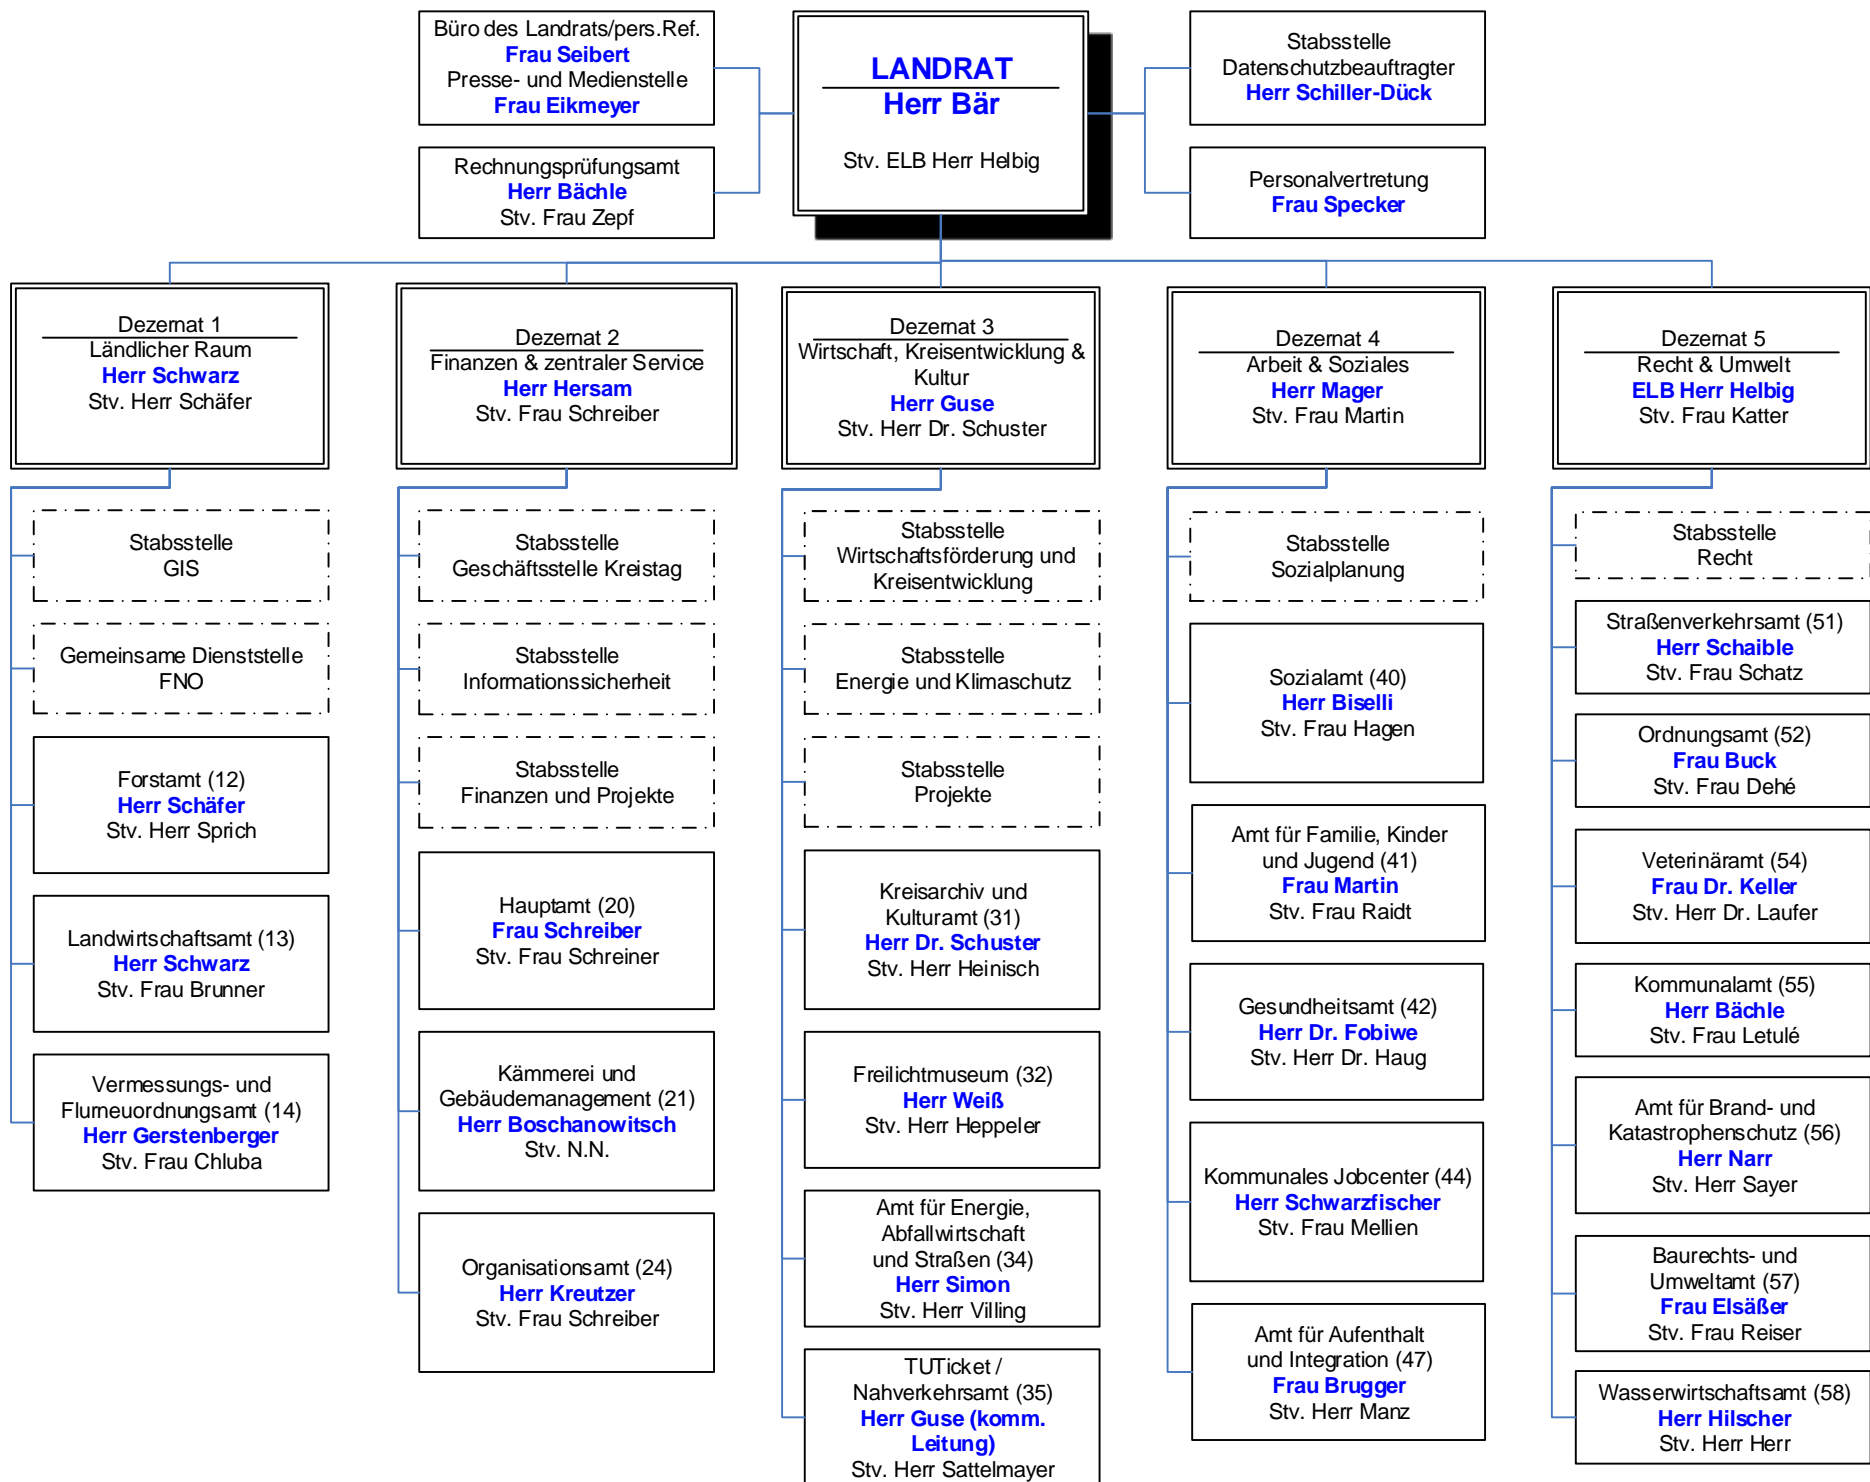 Büro des Landrats/pers.Ref.
Frau Seibert
Presse- und Medienstelle
Frau Eikmeyer
Rechnungsprüfungsamt
Herr Bächle
Stv. Frau Zepf
LANDRAT
Herr Bär
Stv. ELB Herr Helbig
Stabsstelle
Datenschutzbeauftragter
Herr Schiller-Dück
Personalvertretung
Frau Specker
Dezernat 1
Ländlicher Raum
Herr Schwarz
Stv. Herr Schäfer
Stabsstelle
GIS
Gemeinsame Dienststelle
FNO
Forstamt (12)
Herr Schäfer
Stv. Herr Sprich
Landwirtschaftsamt (13)
Herr Schwarz
Stv. Frau Brunner
Vermessungs- und
Flurneuordnungsamt (14)
Herr Gerstenberger
Stv. Frau Chluba
Dezernat 2
Finanzen & zentraler Service
Herr Hersam
Stv. Frau Schreiber
Stabsstelle
Geschäftsstelle Kreistag
Stabsstelle
Informationssicherheit
Stabsstelle
Finanzen und Projekte
Hauptamt (20)
Frau Schreiber
Stv. Frau Schreiner
Kämmerei und
Gebäudemanagement (21)
Herr Boschanowitsch
Stv. N.N.
Organisationsamt (24)
Herr Kreutzer
Stv. Frau Schreiber
Dezernat 3
Wirtschaft, Kreisentwicklung &
Kultur
Herr Guse
Stv. Herr Dr. Schuster
Stabsstelle
Wirtschaftsförderung und
Kreisentwicklung
Stabsstelle
Energie und Klimaschutz
Stabsstelle
Projekte
Kreisarchiv und
Kulturamt (31)
Herr Dr. Schuster
Stv. Herr Heinisch
Freilichtmuseum (32)
Herr Weiß
Stv. Herr Heppeler
Amt für Energie,
Abfallwirtschaft
und Straßen (34)
Herr Simon
Stv. Herr Villing
TUTicket /
Nahverkehrsamt (35)
Herr Guse (komm.
Leitung)
Stv. Herr Sattelmayer
Dezernat 4
Arbeit & Soziales
Herr Mager
Stv. Frau Martin
Stabsstelle
Sozialplanung
Sozialamt (40)
Herr Biselli
Stv. Frau Hagen
Amt für Familie, Kinder
und Jugend (41)
Frau Martin
Stv. Frau Raidt
Gesundheitsamt (42)
Herr Dr. Fobiwe
Stv. Herr Dr. Haug
Kommunales Jobcenter (44)
Herr Schwarzfischer
Stv. Frau Mellien
Amt für Aufenthalt
und Integration (47)
Frau Brugger
Stv. Herr Manz
Dezernat 5
Recht & Umwelt
ELB Herr Helbig
Stv. Frau Katter
Stabsstelle
Recht
Straßenverkehrsamt (51)
Herr Schaible
Stv. Frau Schatz
Ordnungsamt (52)
Frau Buck
Stv. Frau Dehé
Veterinäramt (54)
Frau Dr. Keller
Stv. Herr Dr. Laufer
Kommunalamt (55)
Herr Bächle
Stv. Frau Letulé
Amt für Brand- und
Katastrophenschutz (56)
Herr Narr
Stv. Herr Sayer
Baurechts- und
Umweltamt (57)
Frau Elsäßer
Stv. Frau Reiser
Wasserwirtschaftsamt (58)
Herr Hilscher
Stv. Herr Herr